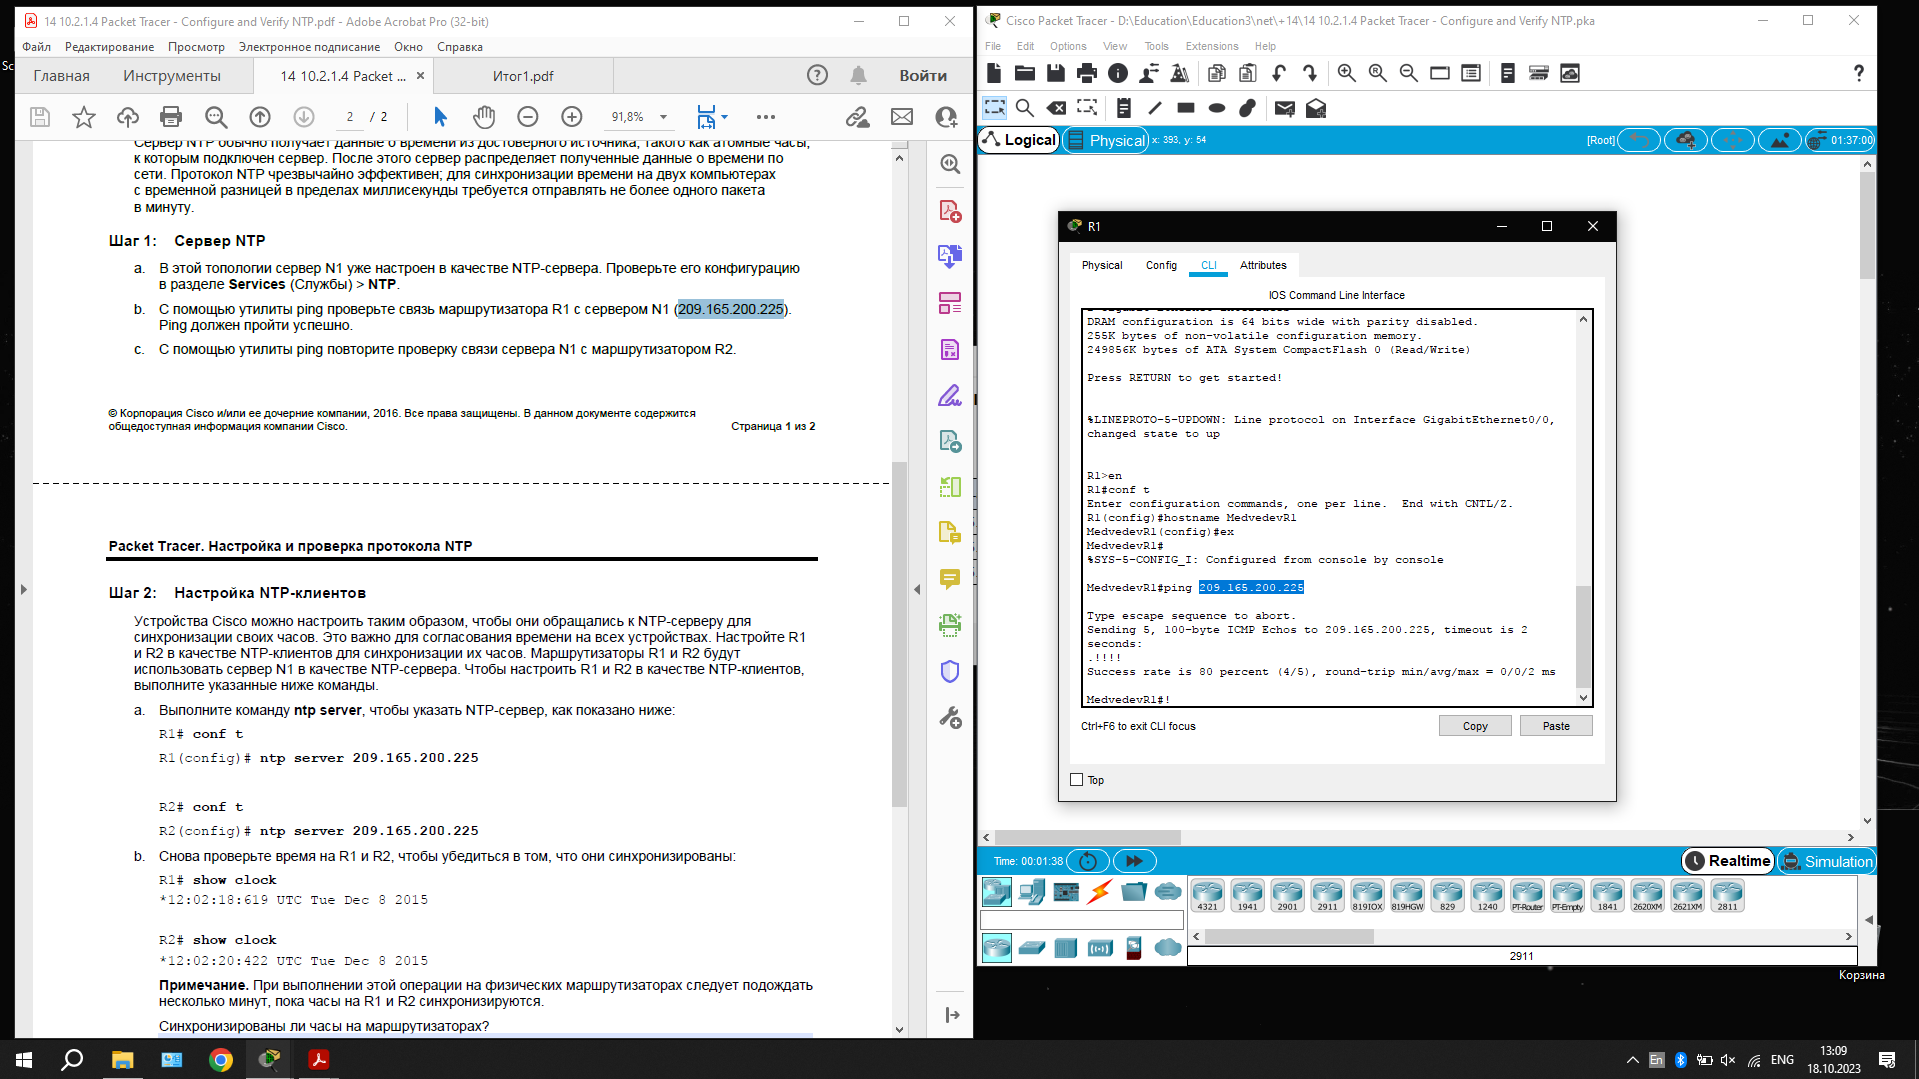 14 10.2.1.4 Packet Tracer - Configure and Verify NTP.pdf - Adobe Acrobat Pro (32-bit)
Файл Редактирование Просмотр Электронное подписание Окно Справка
Главная Инструменты 14 10.2.1.4 Packet ... × Итог1.pdf Войти
2 / 2 91,8%
Сервер NTP обычно получает данные о времени из достоверного источника, такого как атомные часы,
к которым подключен сервер. После этого сервер распределяет полученные данные о времени по
сети. Протокол NTP чрезвычайно эффективен; для синхронизации времени на двух компьютерах
с временной разницей в пределах миллисекунды требуется отправлять не более одного пакета
в минуту.
Шаг 1: Сервер NTP
a. В этой топологии сервер N1 уже настроен в качестве NTP-сервера. Проверьте его конфигурацию
в разделе Services (Службы) > NTP.
b. С помощью утилиты ping проверьте связь маршрутизатора R1 с сервером N1 (209.165.200.225).
Ping должен пройти успешно.
c. С помощью утилиты ping повторите проверку связи сервера N1 с маршрутизатором R2.
© Корпорация Cisco и/или ее дочерние компании, 2016. Все права защищены. В данном документе содержится
общедоступная информация компании Cisco. Страница 1 из 2
Packet Tracer. Настройка и проверка протокола NTP
Шаг 2: Настройка NTP-клиентов
Устройства Cisco можно настроить таким образом, чтобы они обращались к NTP-серверу для
синхронизации своих часов. Это важно для согласования времени на всех устройствах. Настройте R1
и R2 в качестве NTP-клиентов для синхронизации их часов. Маршрутизаторы R1 и R2 будут
использовать сервер N1 в качестве NTP-сервера. Чтобы настроить R1 и R2 в качестве NTP-клиентов,
выполните указанные ниже команды.
a. Выполните команду ntp server, чтобы указать NTP-сервер, как показано ниже:
R1# conf t
R1(config)# ntp server 209.165.200.225
R2# conf t
R2(config)# ntp server 209.165.200.225
b. Снова проверьте время на R1 и R2, чтобы убедиться в том, что они синхронизированы:
R1# show clock
*12:02:18:619 UTC Tue Dec 8 2015
R2# show clock
*12:02:20:422 UTC Tue Dec 8 2015
Примечание. При выполнении этой операции на физических маршрутизаторах следует подождать
несколько минут, пока часы на R1 и R2 синхронизируются.
Синхронизированы ли часы на маршрутизаторах?
Cisco Packet Tracer - D:\Education\Education3\net\+14\14 10.2.1.4 Packet Tracer - Configure and Verify NTP.pka
File Edit Options View Tools Extensions Help
Logical Physical x: 393, y: 54 [Root] 01:37:00
R1
Physical Config CLI Attributes
IOS Command Line Interface
DRAM configuration is 64 bits wide with parity disabled.
255K bytes of non-volatile configuration memory.
249856K bytes of ATA System CompactFlash 0 (Read/Write)
Press RETURN to get started!
%LINEPROTO-5-UPDOWN: Line protocol on Interface GigabitEthernet0/0,
changed state to up
R1>en
R1#conf t
Enter configuration commands, one per line. End with CNTL/Z.
R1(config)#hostname MedvedevR1
MedvedevR1(config)#ex
MedvedevR1#
%SYS-5-CONFIG_I: Configured from console by console
MedvedevR1#ping 209.165.200.225
Type escape sequence to abort.
Sending 5, 100-byte ICMP Echos to 209.165.200.225, timeout is 2
seconds:
.!!!!
Success rate is 80 percent (4/5), round-trip min/avg/max = 0/0/2 ms
MedvedevR1#!
Ctrl+F6 to exit CLI focus Copy Paste
Top
Time: 00:01:38 Realtime Simulation
4321 1941 2901 2911 819IOX 819HGW 829 1240 PT-Router PT-Empty 1841 2620XM 2621XM 2811
2911
Корзина
En ENG 13:09
18.10.2023